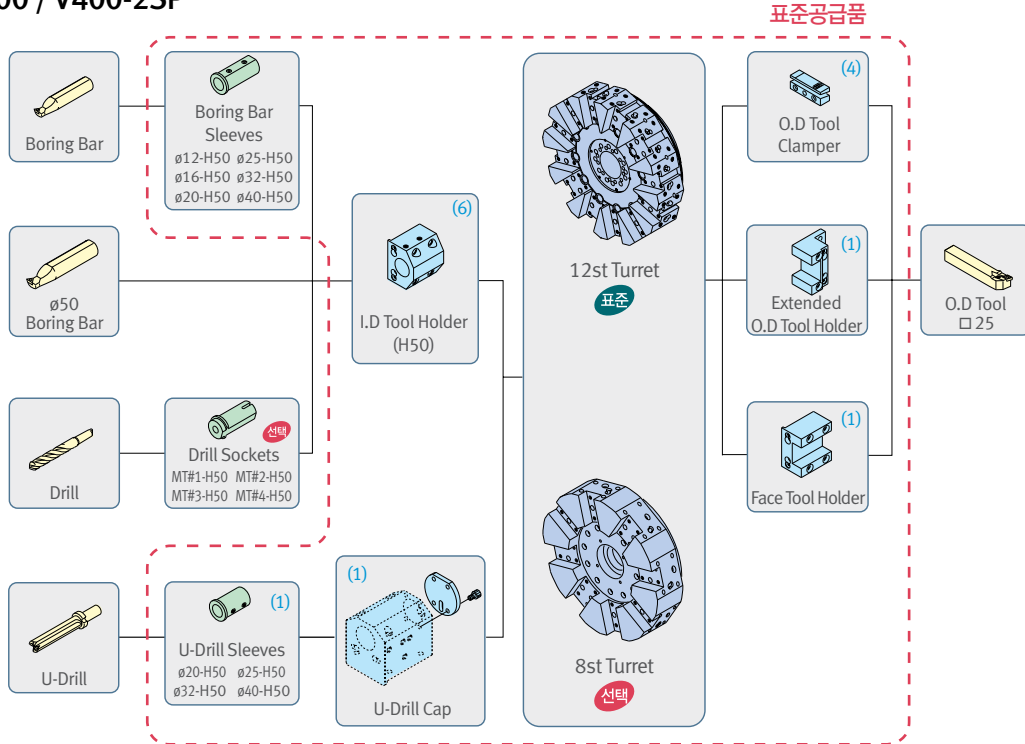 00 / V400-2SP
표준공급품
Boring Bar
Boring Bar
Sleeves
ø12-H50 ø25-H50
ø16-H50 ø32-H50
ø20-H50 ø40-H50
ø50
Boring Bar
(6)
I.D Tool Holder
(H50)
Drill
선택
Drill Sockets
MT#1-H50 MT#2-H50
MT#3-H50 MT#4-H50
U-Drill
(1)
U-Drill Sleeves
ø20-H50 ø25-H50
ø32-H50 ø40-H50
(1)
U-Drill Cap
12st Turret
표준
8st Turret
선택
(4)
O.D Tool
Clamper
(1)
Extended
O.D Tool Holder
(1)
Face Tool Holder
O.D Tool
□ 25